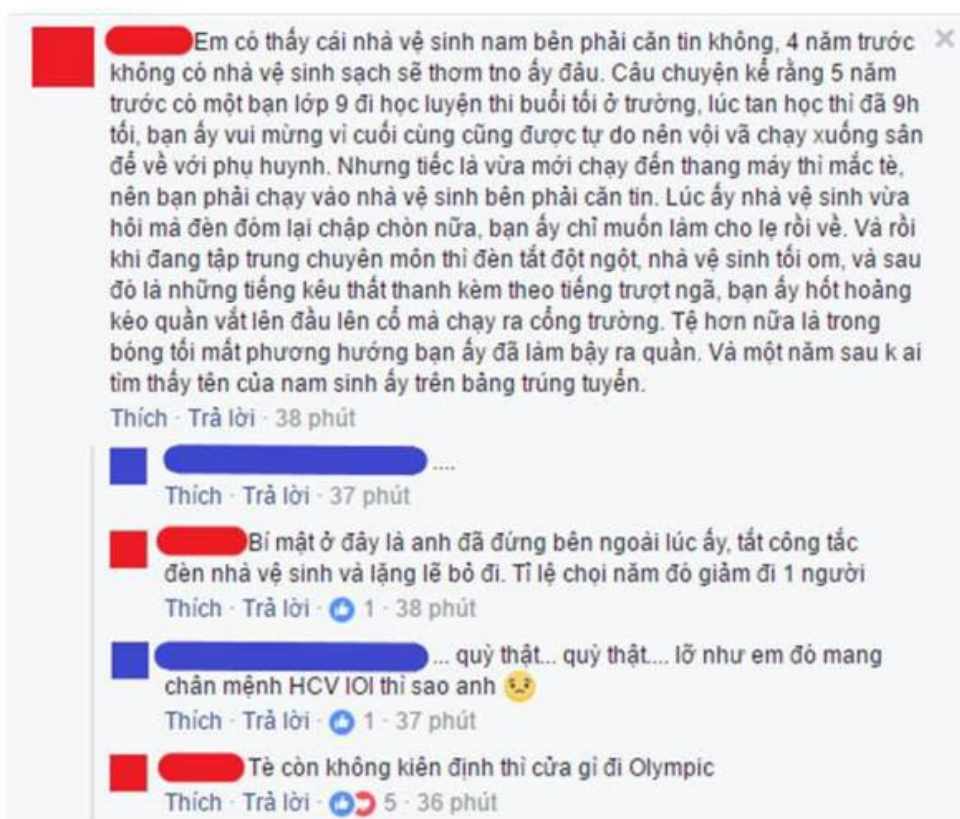 Em có thấy cái nhà vệ sinh nam bên phải căn tin không, 4 năm trước
không có nhà vệ sinh sạch sẽ thơm tno ấy đâu. Câu chuyện kể rằng 5 năm
trước có một bạn lớp 9 đi học luyện thi buổi tối ở trường, lúc tan học thì đã 9h
tối, bạn ấy vui mừng vì cuối cùng cũng được tự do nên vội vã chạy xuống sân
để về với phụ huynh. Nhưng tiếc là vừa mới chạy đến thang máy thì mắc tè,
nên bạn phải chạy vào nhà vệ sinh bên phải căn tin. Lúc ấy nhà vệ sinh vừa
hôi mà đèn đóm lại chập chòn nữa, bạn ấy chỉ muốn làm cho lẹ rồi về. Và rồi
khi đang tập trung chuyên môn thì đèn tắt đột ngột, nhà vệ sinh tối om, và sau
đó là những tiếng kêu thất thanh kèm theo tiếng trượt ngã, bạn ấy hốt hoảng
kéo quần vắt lên đầu lên cổ mà chạy ra cổng trường. Tệ hơn nữa là trong
bóng tối mất phương hướng bạn ấy đã làm bậy ra quần. Và một năm sau k ai
tìm thấy tên của nam sinh ấy trên bảng trúng tuyển.
Thích · Trả lời · 38 phút
....
Thích · Trả lời · 37 phút
Bí mật ở đây là anh đã đứng bên ngoài lúc ấy, tắt công tắc
đèn nhà vệ sinh và lặng lẽ bỏ đi. Tỉ lệ chọi năm đó giảm đi 1 người
Thích · Trả lời · 1 · 38 phút
... quỳ thật... quỳ thật.... lỡ như em đó mang
chân mệnh HCV IOI thì sao anh
Thích · Trả lời · 1 · 37 phút
Tè còn không kiên định thì cửa gì đi Olympic
Thích · Trả lời · 5 · 36 phút